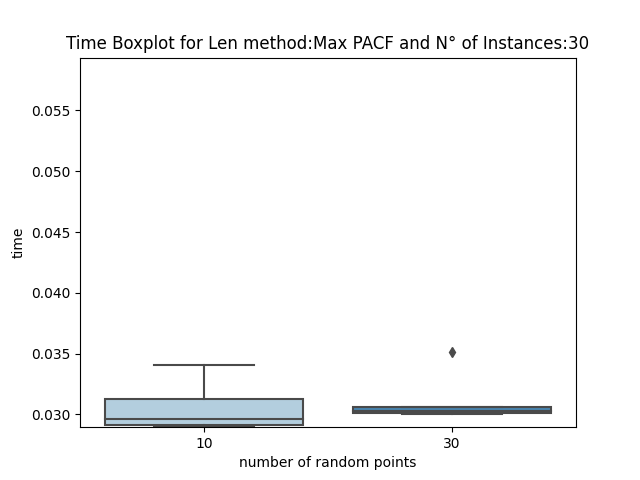 Time Boxplot for Len method:Max PACF and N° of Instances:30
0.055
0.050
0.045
0.040
0.035
0.030
time
10
30
number of random points